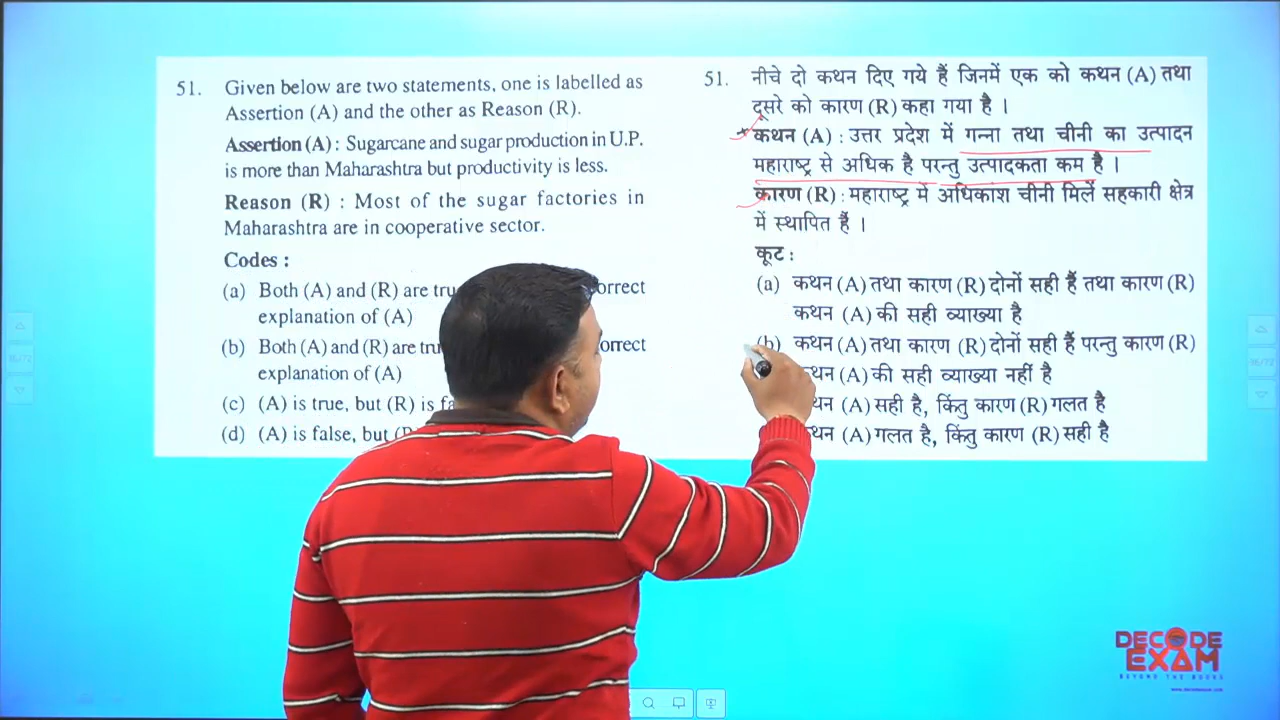 51. Given below are two statements, one is labelled as
Assertion (A) and the other as Reason (R).
Assertion (A) : Sugarcane and sugar production in U.P.
is more than Maharashtra but productivity is less.
Reason (R) : Most of the sugar factories in
Maharashtra are in cooperative sector.
Codes :
(a) Both (A) and (R) are orrect
explanation of (A)
(b) Both (A) and (R) are orrect
explanation of (A)
(c) (A) is true, but (R) is
(d) (A) is false, but
51. नीचे दो कथन दिए गये हैं जिनमें एक को कथन (A) तथा
दूसरे को कारण (R) कहा गया है ।
कथन (A) : उत्तर प्रदेश में गन्ना तथा चीनी का उत्पादन
महाराष्ट्र से अधिक है परन्तु उत्पादकता कम है ।
कारण (R) : महाराष्ट्र में अधिकाश चीनी मिलें सहकारी क्षेत्र
में स्थापित हैं ।
कूट :
(a) कथन (A) तथा कारण (R) दोनों सही हैं तथा कारण (R)
कथन (A) की सही व्याख्या है
(b) कथन (A) तथा कारण (R) दोनों सही हैं परन्तु कारण (R)
कथन (A) की सही व्याख्या नहीं है
थन (A) सही है, किंतु कारण (R) गलत है
कथन (A) गलत है, किंतु कारण (R) सही है
DECODE
EXAM
BEYOND THE BOOKS